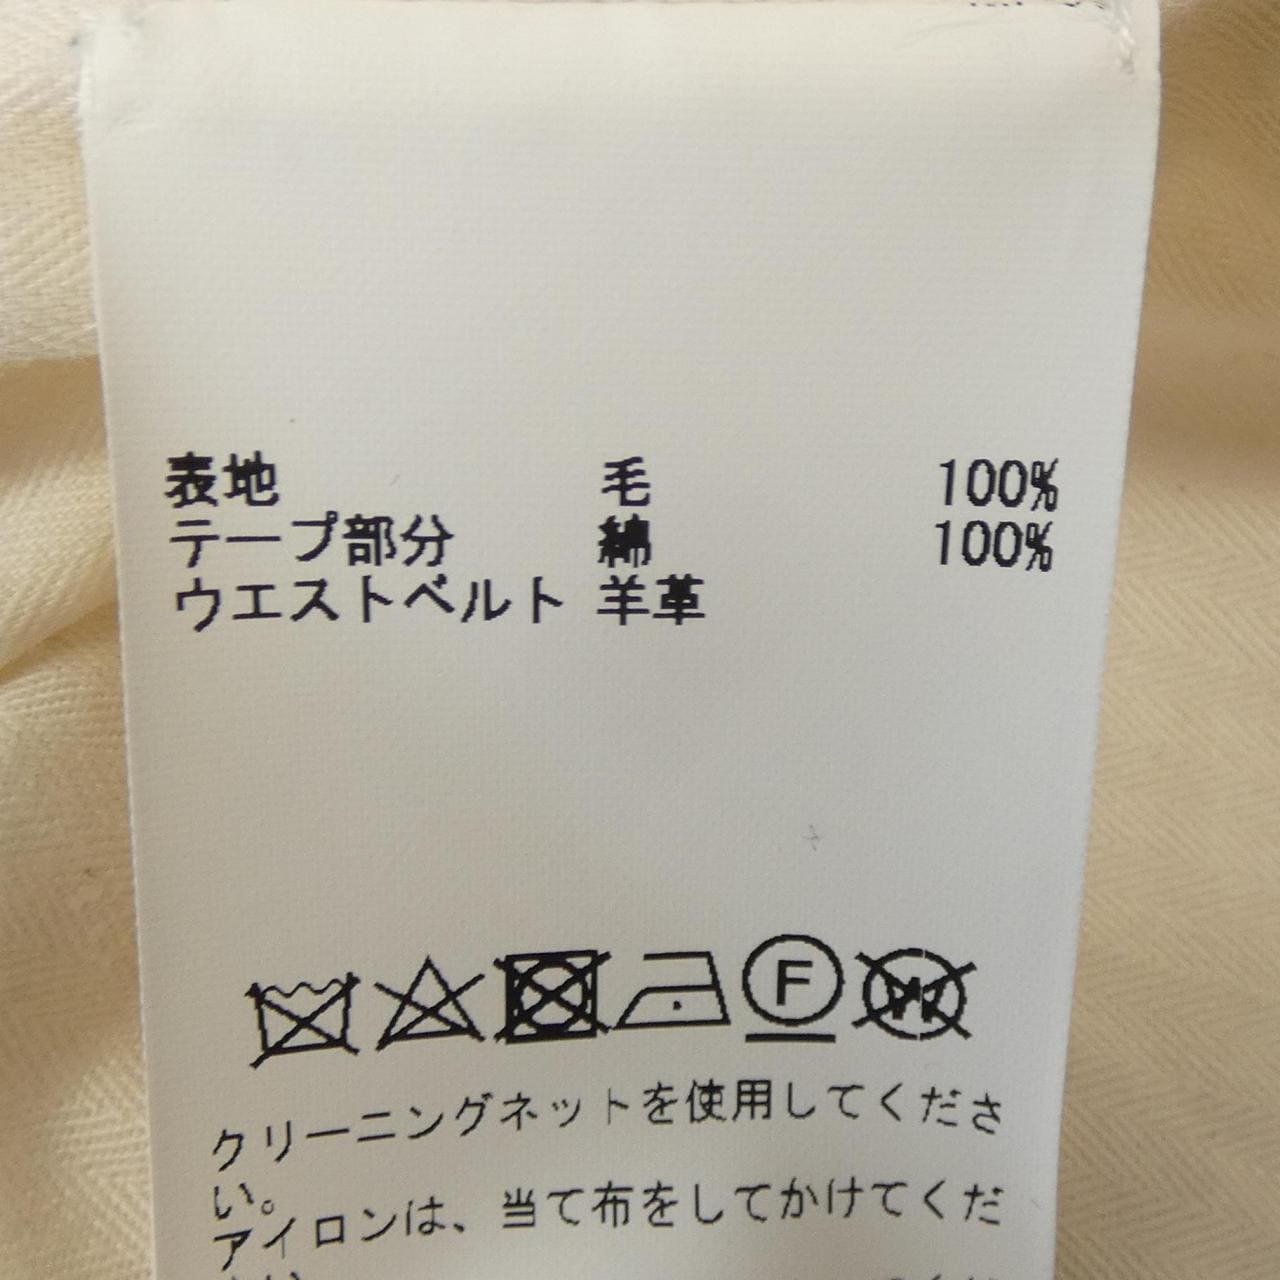 表地 毛 100%
テープ部分 綿 100%
ウエストベルト 羊革
F
W
クリーニングネットを使用してくださ
い。
アイロンは、当て布をしてかけてくだ